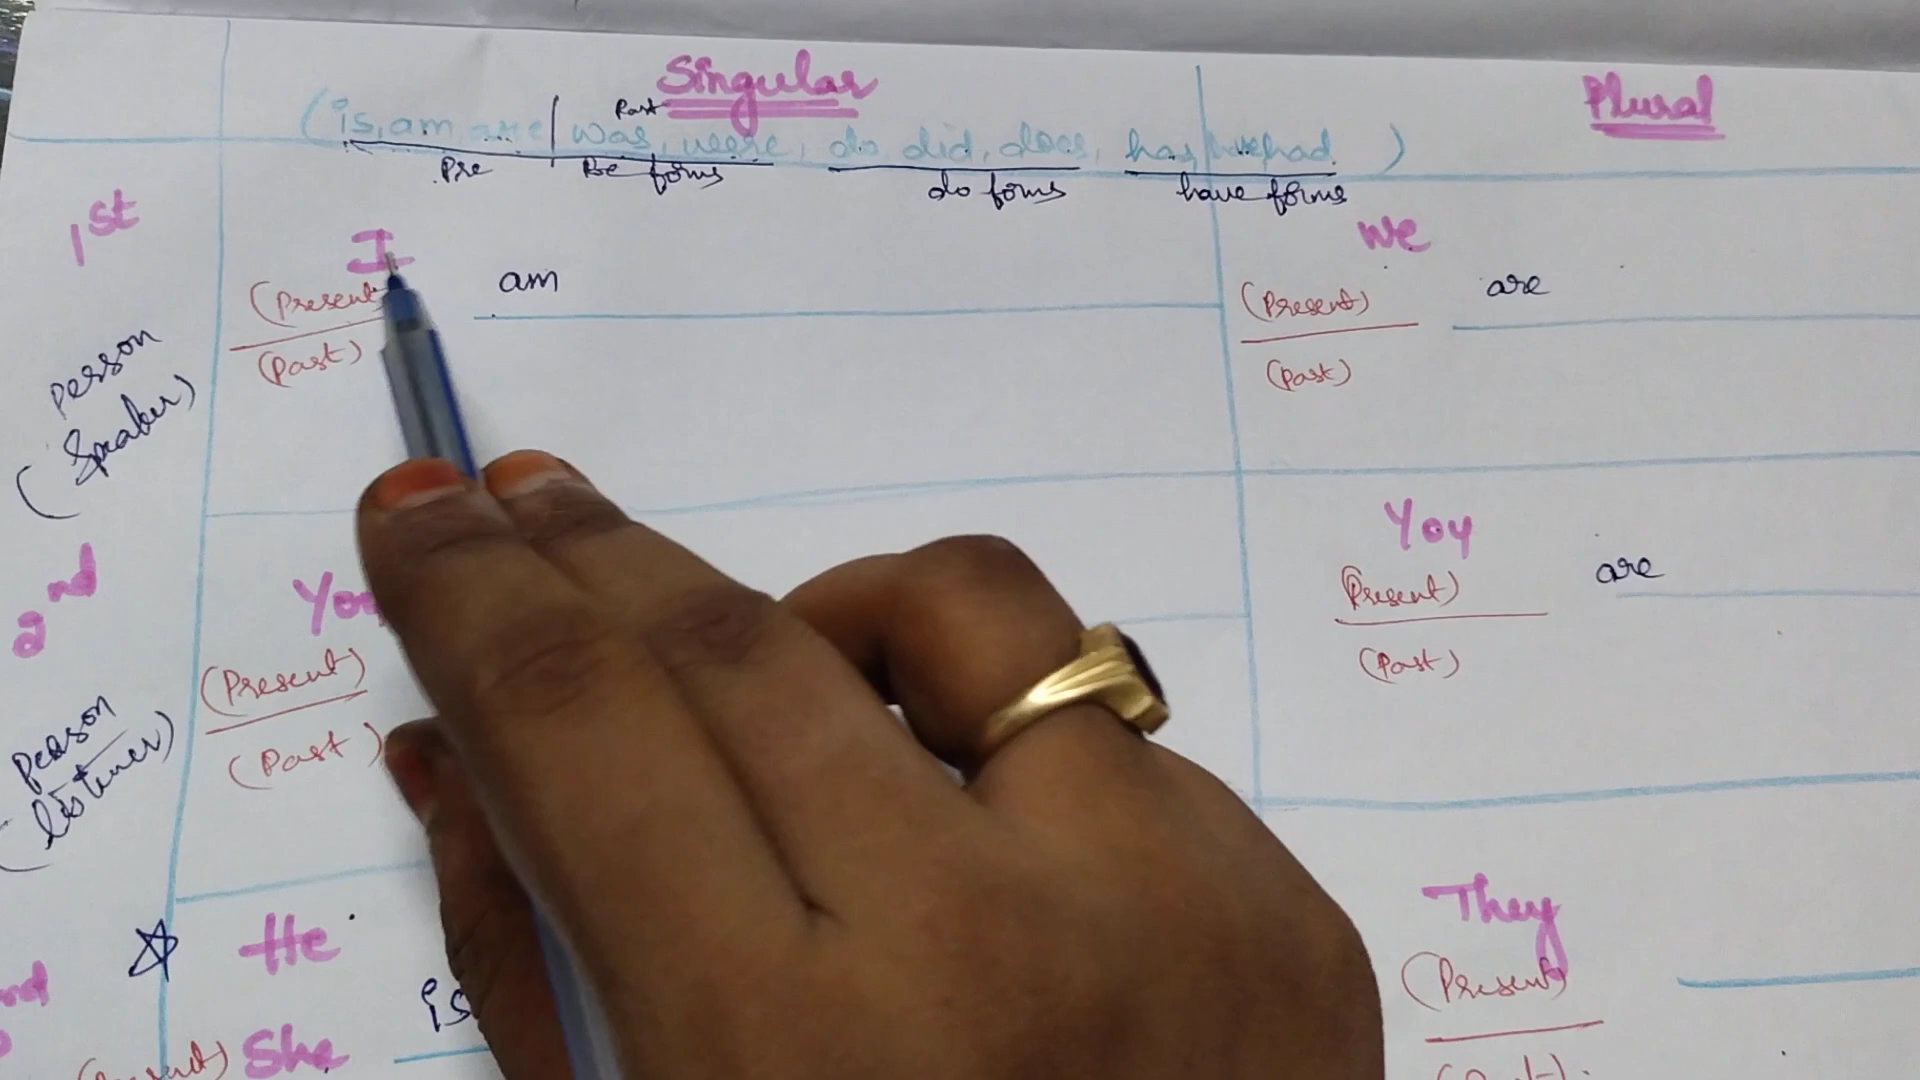 Singular
Plural
Past
(is, am are | was, were, do did, does, has have had )
Pre Be forms do forms have forms
1st
person
(Speaker)
I
(Present)
(Past)
am
We
(Present)
(Past)
are
2nd
person
(listener)
You
(Present)
(Past)
You
(Present)
(Past)
are
He
She
is
They
(Present)